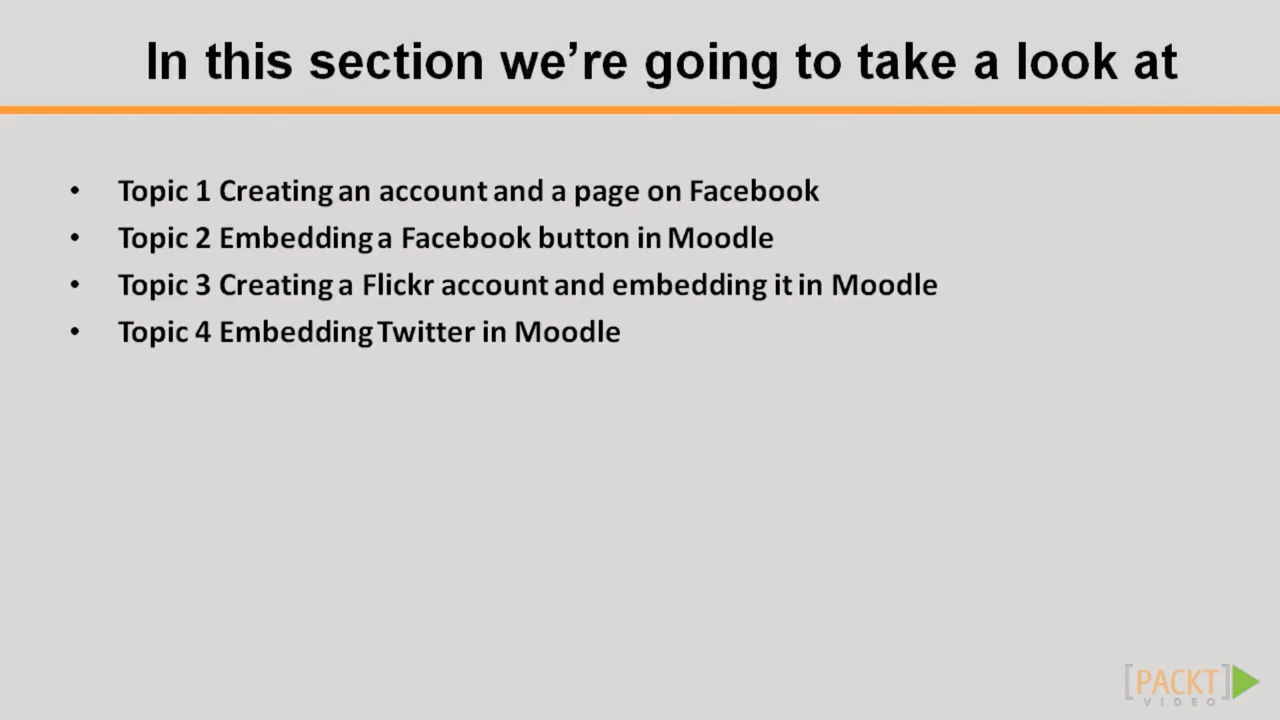 In this section we're going to take a look at
• Topic 1 Creating an account and a page on Facebook
• Topic 2 Embedding a Facebook button in Moodle
• Topic 3 Creating a Flickr account and embedding it in Moodle
• Topic 4 Embedding Twitter in Moodle
[PACKT]
VIDEO